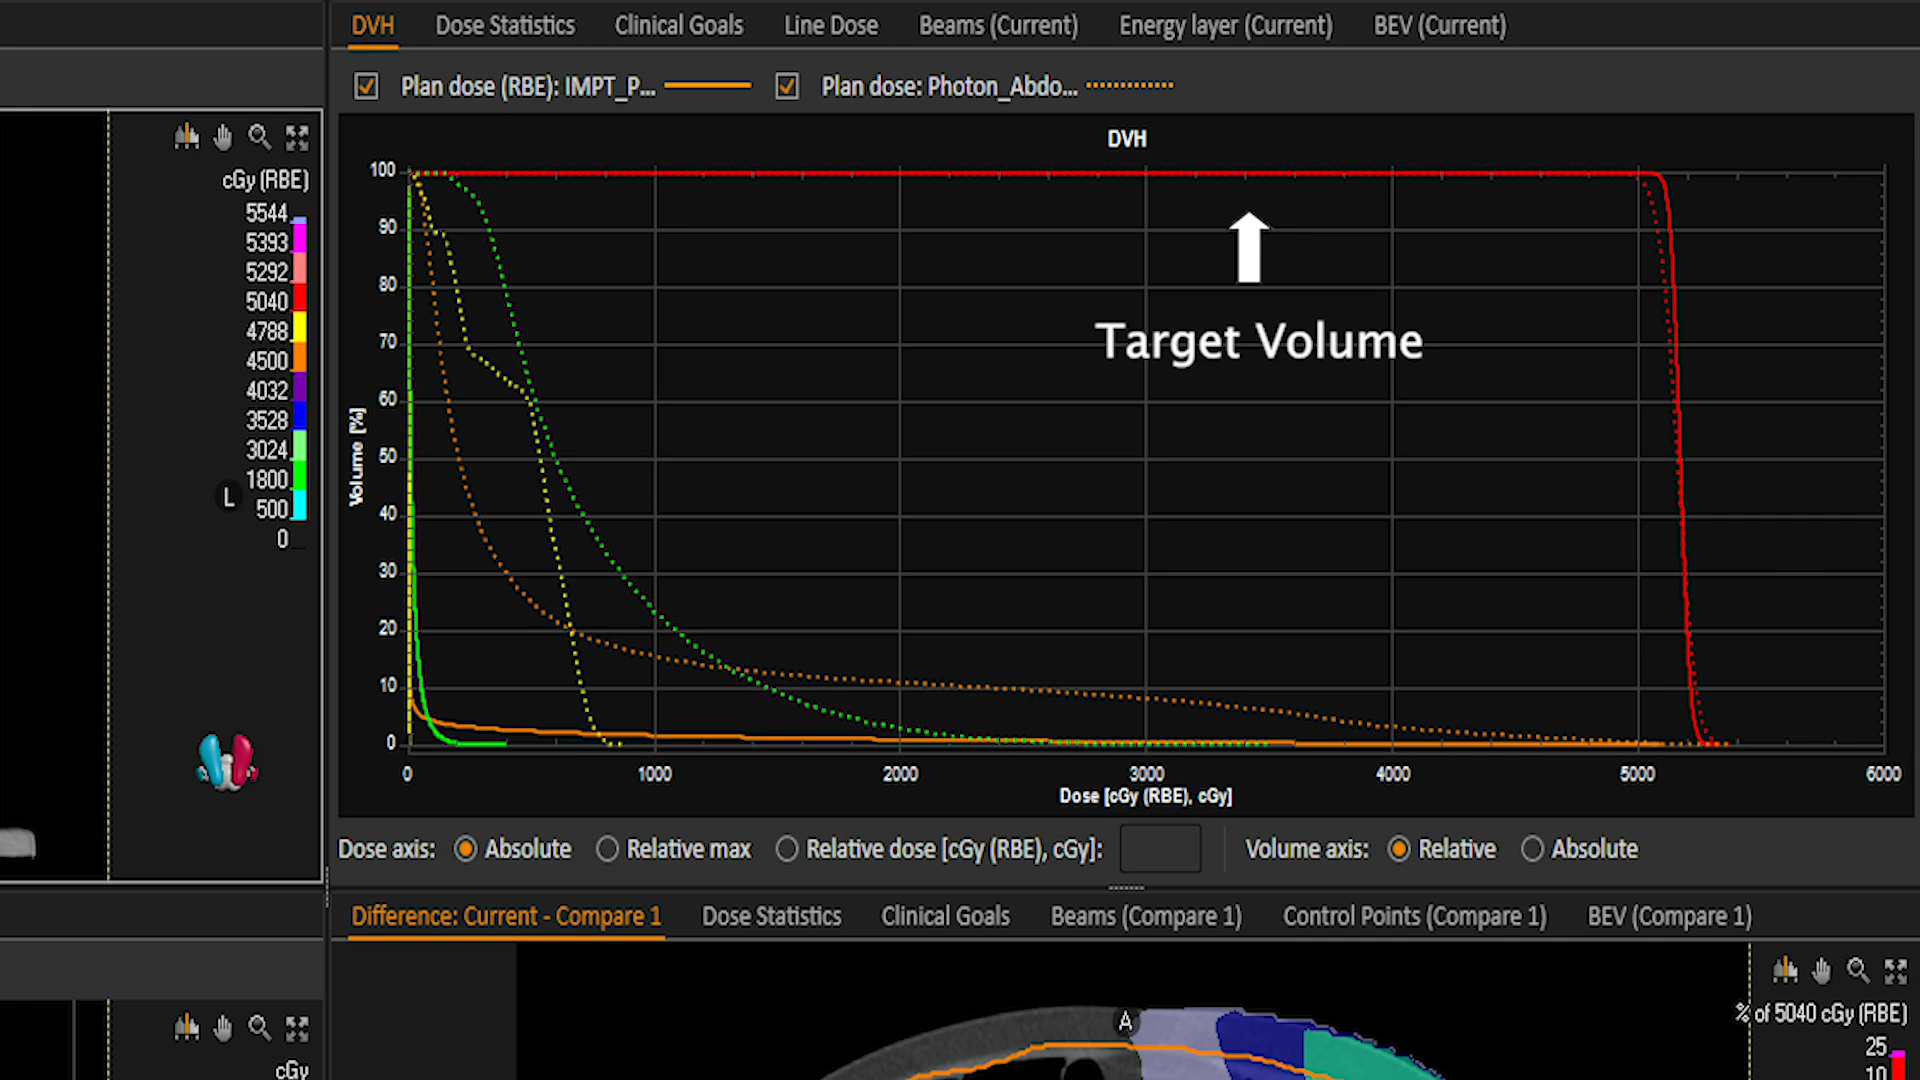 DVH Dose Statistics Clinical Goals Line Dose Beams (Current) Energy layer (Current) BEV (Current)
Plan dose (RBE): IMPT_P... Plan dose: Photon_Abdo...
DVH
cGy (RBE)
5544
5393
5292
5040
4788
4500
4032
3528
3024
1800
500
0
L
Volume [%]
100
90
80
70
60
50
40
30
20
10
0
Target Volume
0 1000 2000 3000 4000 5000 6000
Dose [cGy (RBE), cGy]
Dose axis: Absolute Relative max Relative dose [cGy (RBE), cGy]: Volume axis: Relative Absolute
Difference: Current - Compare 1 Dose Statistics Clinical Goals Beams (Compare 1) Control Points (Compare 1) BEV (Compare 1)
cGy
A
% of 5040 cGy (RBE)
25
10